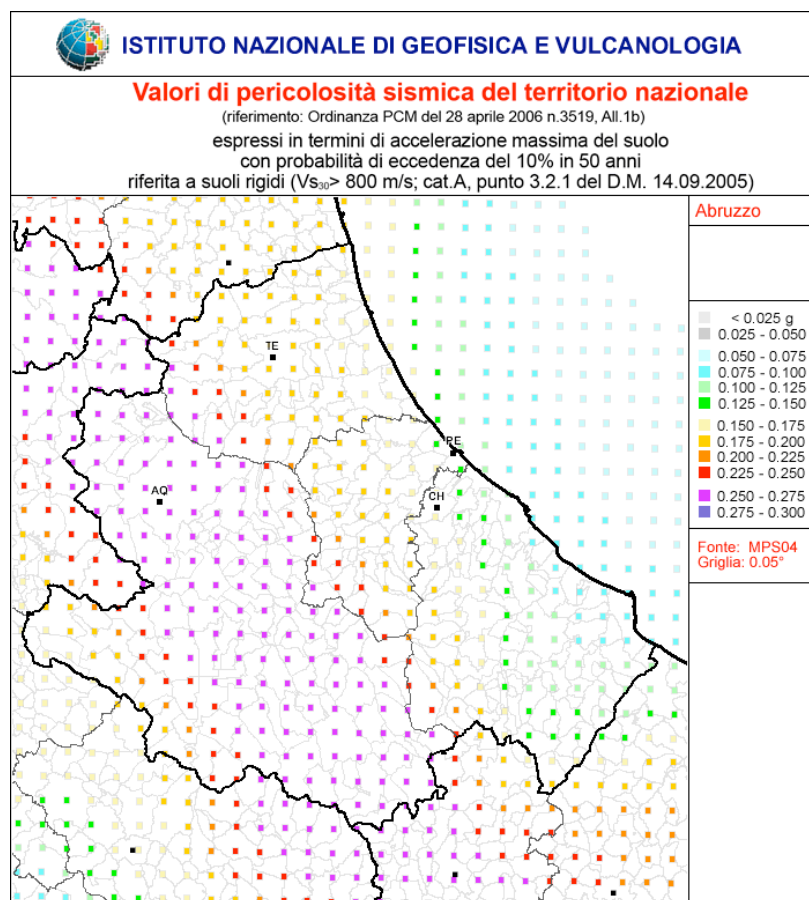 ISTITUTO NAZIONALE DI GEOFISICA E VULCANOLOGIA
Valori di pericolosità sismica del territorio nazionale
(riferimento: Ordinanza PCM del 28 aprile 2006 n.3519, All.1b)
espressi in termini di accelerazione massima del suolo
con probabilità di eccedenza del 10% in 50 anni
riferita a suoli rigidi (Vs₃₀> 800 m/s; cat.A, punto 3.2.1 del D.M. 14.09.2005)
Abruzzo
< 0.025 g
0.025 - 0.050
0.050 - 0.075
0.075 - 0.100
0.100 - 0.125
0.125 - 0.150
0.150 - 0.175
0.175 - 0.200
0.200 - 0.225
0.225 - 0.250
0.250 - 0.275
0.275 - 0.300
Fonte: MPS04
Griglia: 0.05°
TE
PE
AQ
CH